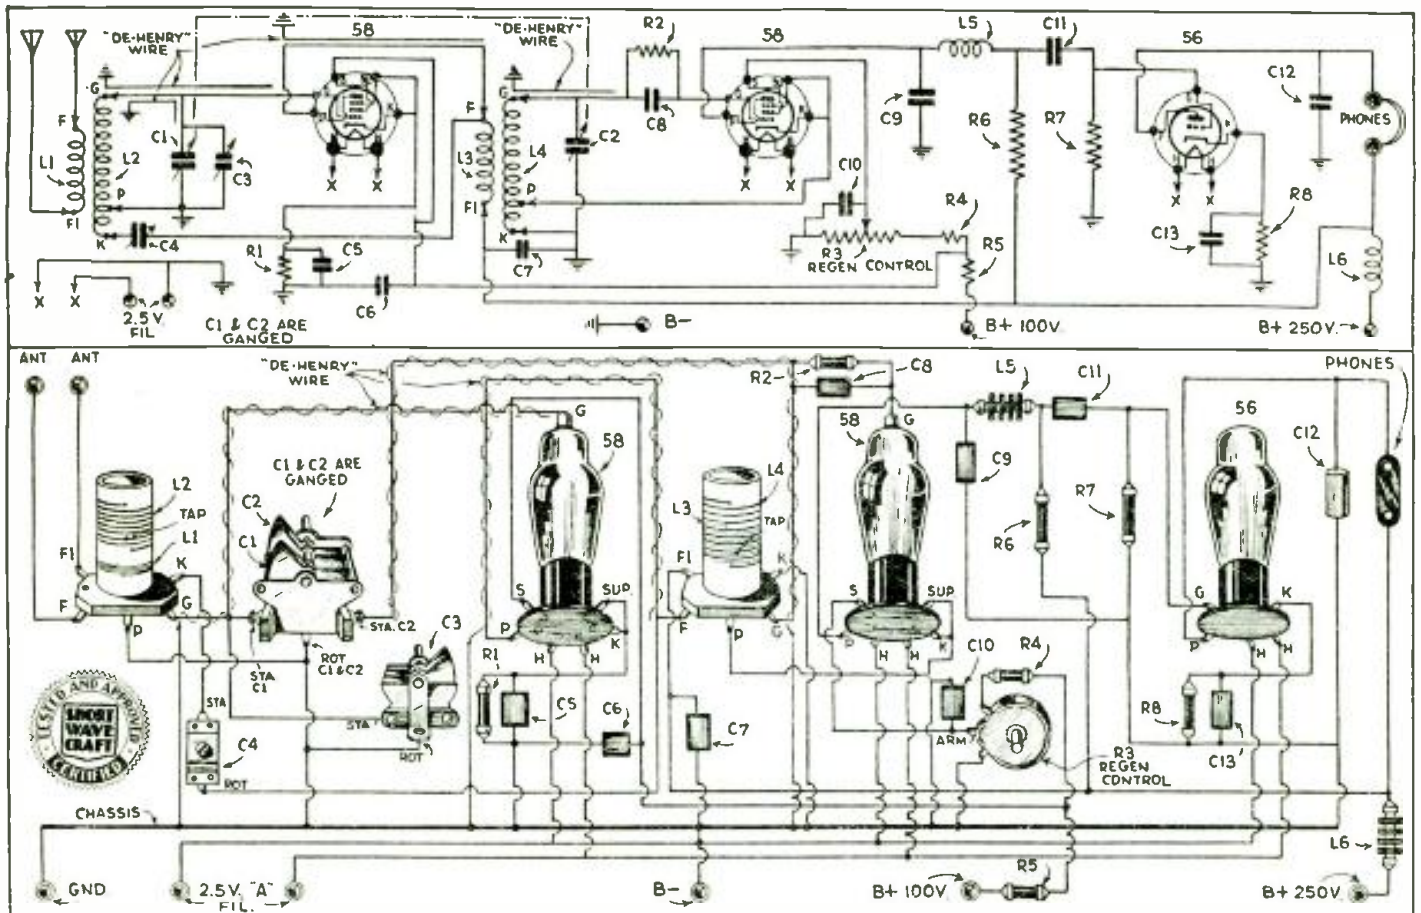 "DE-HENRY"
WIRE
C1
58
"DE-HENRY"
WIRE
R2
58
L5
C11
56
G
F
L1
L2
P
F1
K
C1
C3
C4
X
X
R1
C5
C6
F
L3
F1
G
L4
P
K
C2
C7
C8
C9
C10
X
X
R3
REGEN CONTROL
R4
R5
R6
R7
X
X
C12
PHONES
C13
R8
L6
X
X
2.5 V.
FIL
C1 & C2 ARE
GANGED
B-
B+ 100V.
B+ 250V.
ANT
ANT
"DE-HENRY"
WIRE
R2
C8
L5
C11
PHONES
G
58
58
G
56
C12
C1 & C2 ARE
GANGED
C2
C1
L2
TAP
L1
F1
K
F
G
P
STA. C2
ROT
C1 & C2
STA
C1
C3
STA
ROT
S
SUP
P
K
H
H
L4
L3
TAP
F1
K
F
P
G
S
SUP
P
K
H
H
C9
R6
R7
G
K
P
H
H
R1
C5
C6
C7
C10
R4
ARM
R3
REGEN
CONTROL
R8
C13
TESTED AND APPROVED
SHORT
WAVE
CRAFT
CERTIFIED
STA
C4
ROT
CHASSIS
L6
GND
2.5 V. "A"
FIL.
B-
B+ 100V.
R5
B+ 250V.